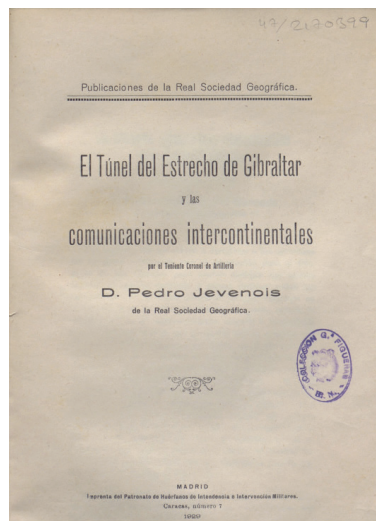 47/2170399
Publicaciones de la Real Sociedad Geográfica.
El Túnel del Estrecho de Gibraltar
y las
comunicaciones intercontinentales
por el Teniente Coronel de Artillería
D. Pedro Jevenois
de la Real Sociedad Geográfica.
COLECCIÓN G.ª FIGUERAS
B. N.
MADRID
Imprenta del Patronato de Huérfanos de Intendencia e Intervención Militares.
Caracas, número 7